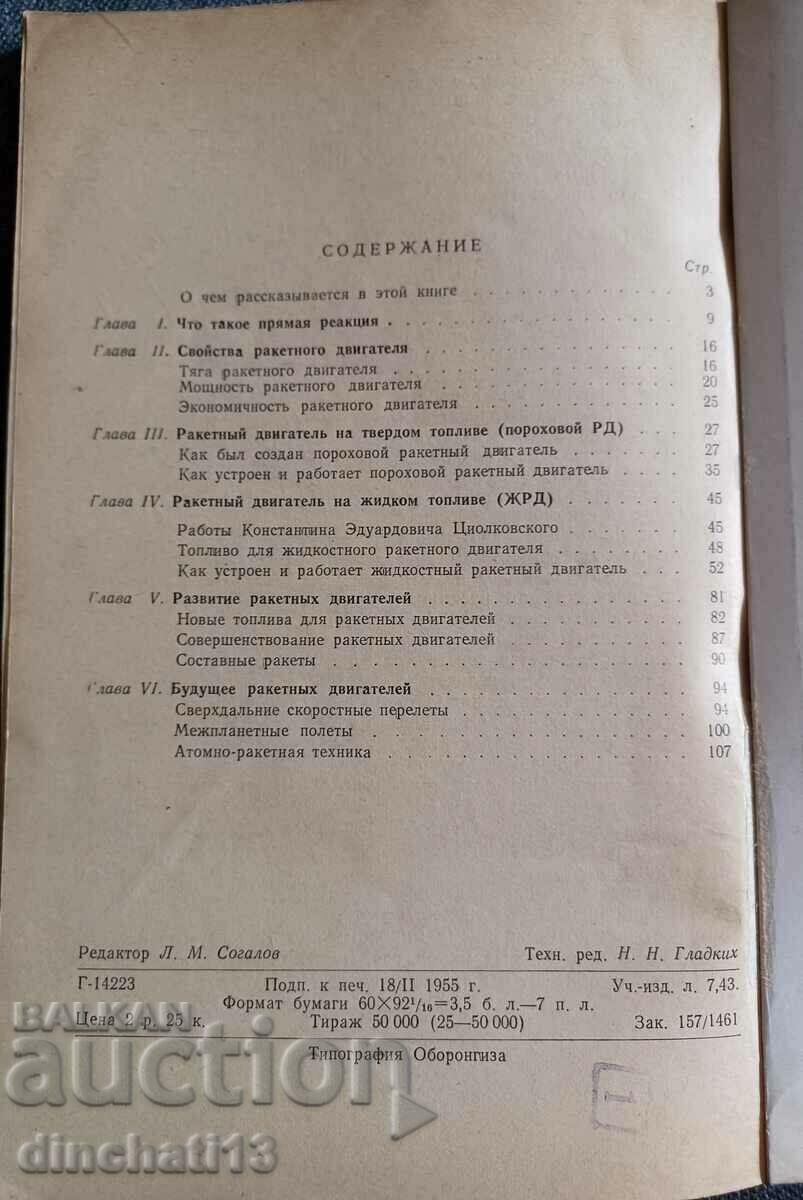 СОДЕРЖАНИЕ
Стр.
О чем рассказывается в этой книге . . . . . . . . . . 3
Глава I. Что такое прямая реакция . . . . . . . . . . . . . . 9
Глава II. Свойства ракетного двигателя . . . . . . . . . . . . 16
Тяга ракетного двигателя . . . . . . . . . . . . . . 16
Мощность ракетного двигателя . . . . . . . . . . . . 20
Экономичность ракетного двигателя . . . . . . . . . . 25
Глава III. Ракетный двигатель на твердом топливе (пороховой РД) . . . 27
Как был создан пороховой ракетный двигатель . . . . . 27
Как устроен и работает пороховой ракетный двигатель . . . . 35
Глава IV. Ракетный двигатель на жидком топливе (ЖРД) . . . . . . 45
Работы Константина Эдуардовича Циолковского . . . . . . 45
Топливо для жидкостного ракетного двигателя . . . . . . . 48
Как устроен и работает жидкостный ракетный двигатель . . . 52
Глава V. Развитие ракетных двигателей . . . . . . . . . . . . 81
Новые топлива для ракетных двигателей . . . . . . . . . 82
Совершенствование ракетных двигателей . . . . . . . . . 87
Составные ракеты . . . . . . . . . . . . . . . . . 90
Глава VI. Будущее ракетных двигателей . . . . . . . . . . . . 94
Сверхдальние скоростные перелеты . . . . . . . . . . . 94
Межпланетные полеты . . . . . . . . . . . . . . . . 100
Атомно-ракетная техника . . . . . . . . . . . . . . . 107
Редактор Л. М. Согалов Техн. ред. Н. Н. Гладких
Г-14223 Подп. к печ. 18/II 1955 г. Уч.-изд. л. 7,43.
Формат бумаги 60×92¹/₁₆=3,5 б. л.—7 п. л.
Цена 2 р. 25 к. Тираж 50 000 (25—50 000) Зак. 157/1461
Типография Оборонгиза
BALKAN
auction
dinchati13